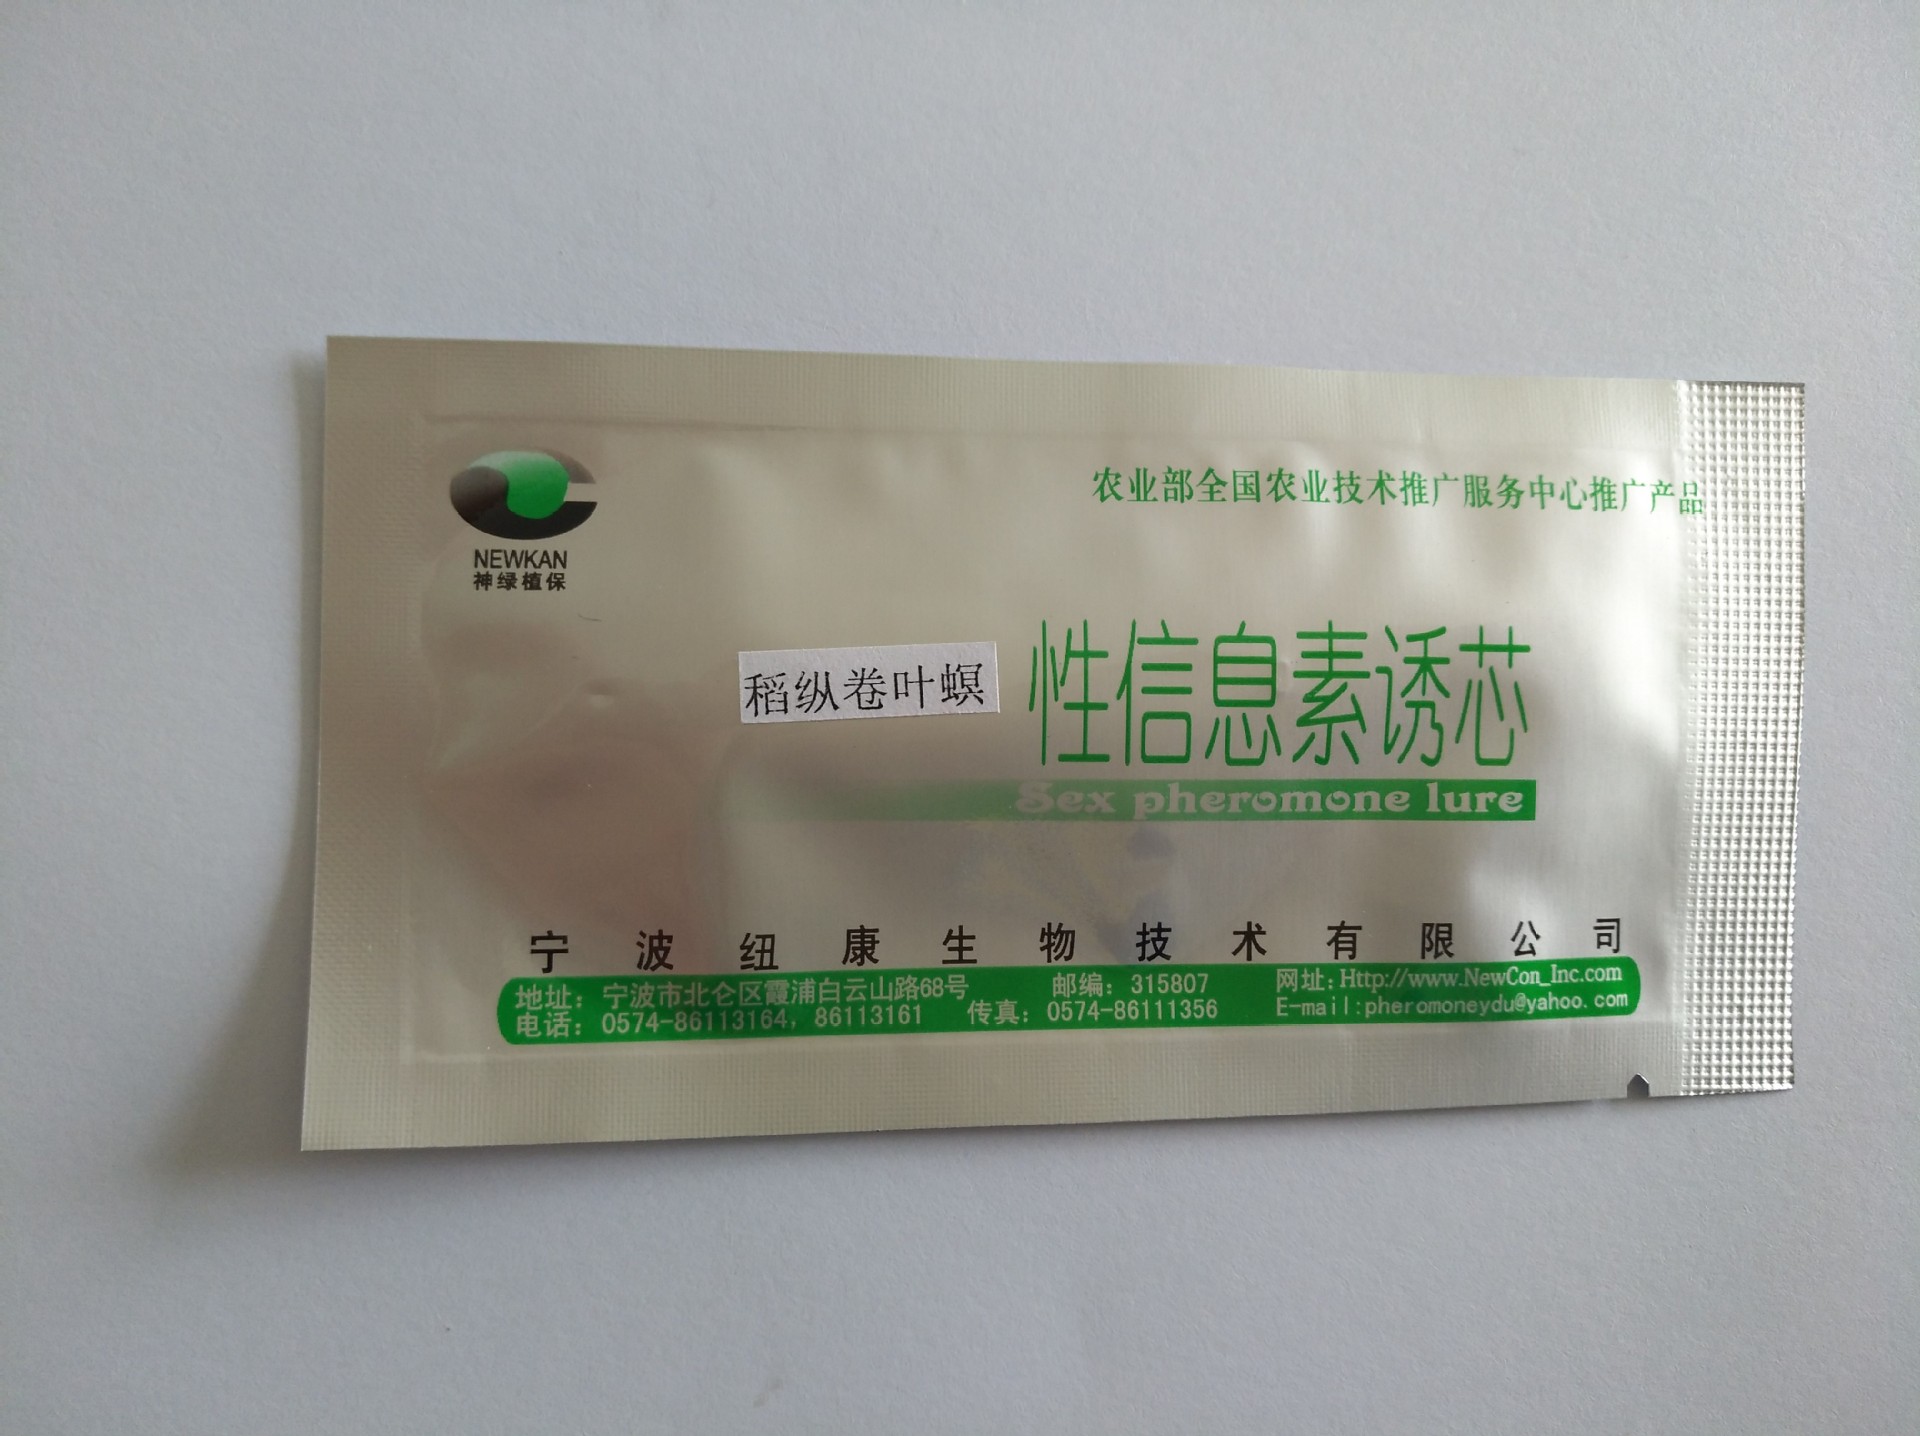 农业部全国农业技术推广服务中心推广产品
NEWKAN
神绿植保
稻纵卷叶螟
性信息素诱芯
Sex pheromone lure
宁波纽康生物技术有限公司
地址：宁波市北仑区霞浦白云山路68号 邮编：315807 网址：Http://www.NewCon_Inc.com
电话：0574-86113164，86113161 传真：0574-86111356 E-mail:pheromoneydu@yahoo.com